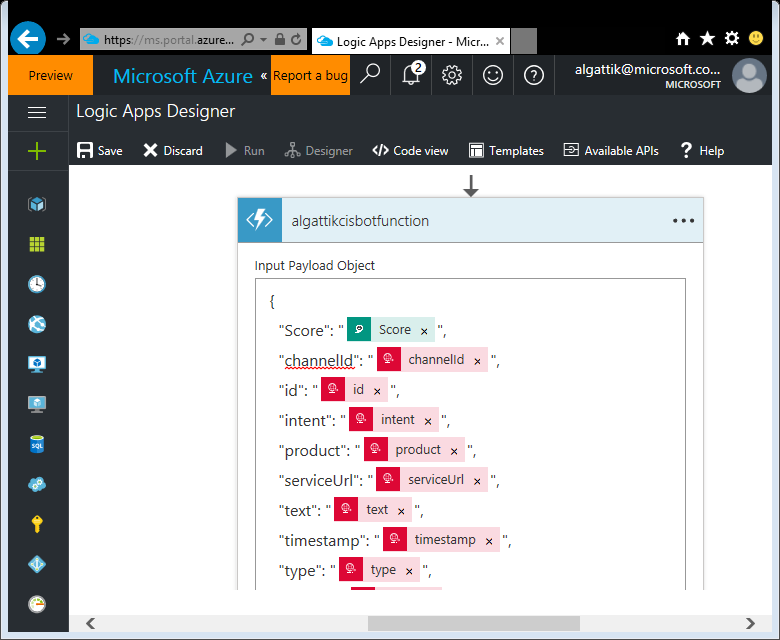 https://ms.portal.azure...
Logic Apps Designer - Micr...
Preview
Microsoft Azure «
Report a bug
2
algattik@microsoft.co...
MICROSOFT
Logic Apps Designer
Save
Discard
Run
Designer
Code view
Templates
Available APIs
Help
algattikcisbotfunction
Input Payload Object
{
"Score": " Score × ",
"channelId": " channelId × ",
"id": " id × ",
"intent": " intent × ",
"product": " product × ",
"serviceUrl": " serviceUrl × ",
"text": " text × ",
"timestamp": " timestamp × ",
"type": " type × ",
SQL